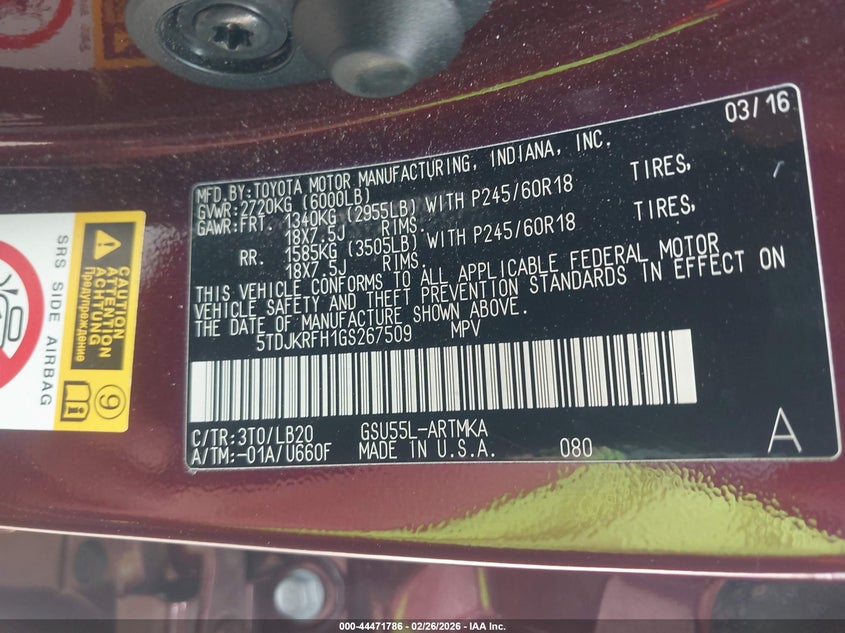 03/16
MFD.BY:TOYOTA MOTOR MANUFACTURING, INDIANA, INC.
GVWR:2720KG (6000LB)
GAWR:FRT. 1340KG (2955LB) WITH P245/60R18 TIRES,
18X7.5J RIMS.
RR. 1585KG (3505LB) WITH P245/60R18 TIRES,
18X7.5J RIMS.
THIS VEHICLE CONFORMS TO ALL APPLICABLE FEDERAL MOTOR
VEHICLE SAFETY AND THEFT PREVENTION STANDARDS IN EFFECT ON
THE DATE OF MANUFACTURE SHOWN ABOVE.
5TDJKRFH1GS267509 MPV
C/TR:3T0/LB20 GSU55L-ARTMKA
A/TM:-01A/U660F MADE IN U.S.A. 080 A
SRS SIDE AIRBAG
CAUTION
ATTENTION
ACHTUNG
Предупреждение
9
000-44471786 - 02/26/2026 - IAA Inc.